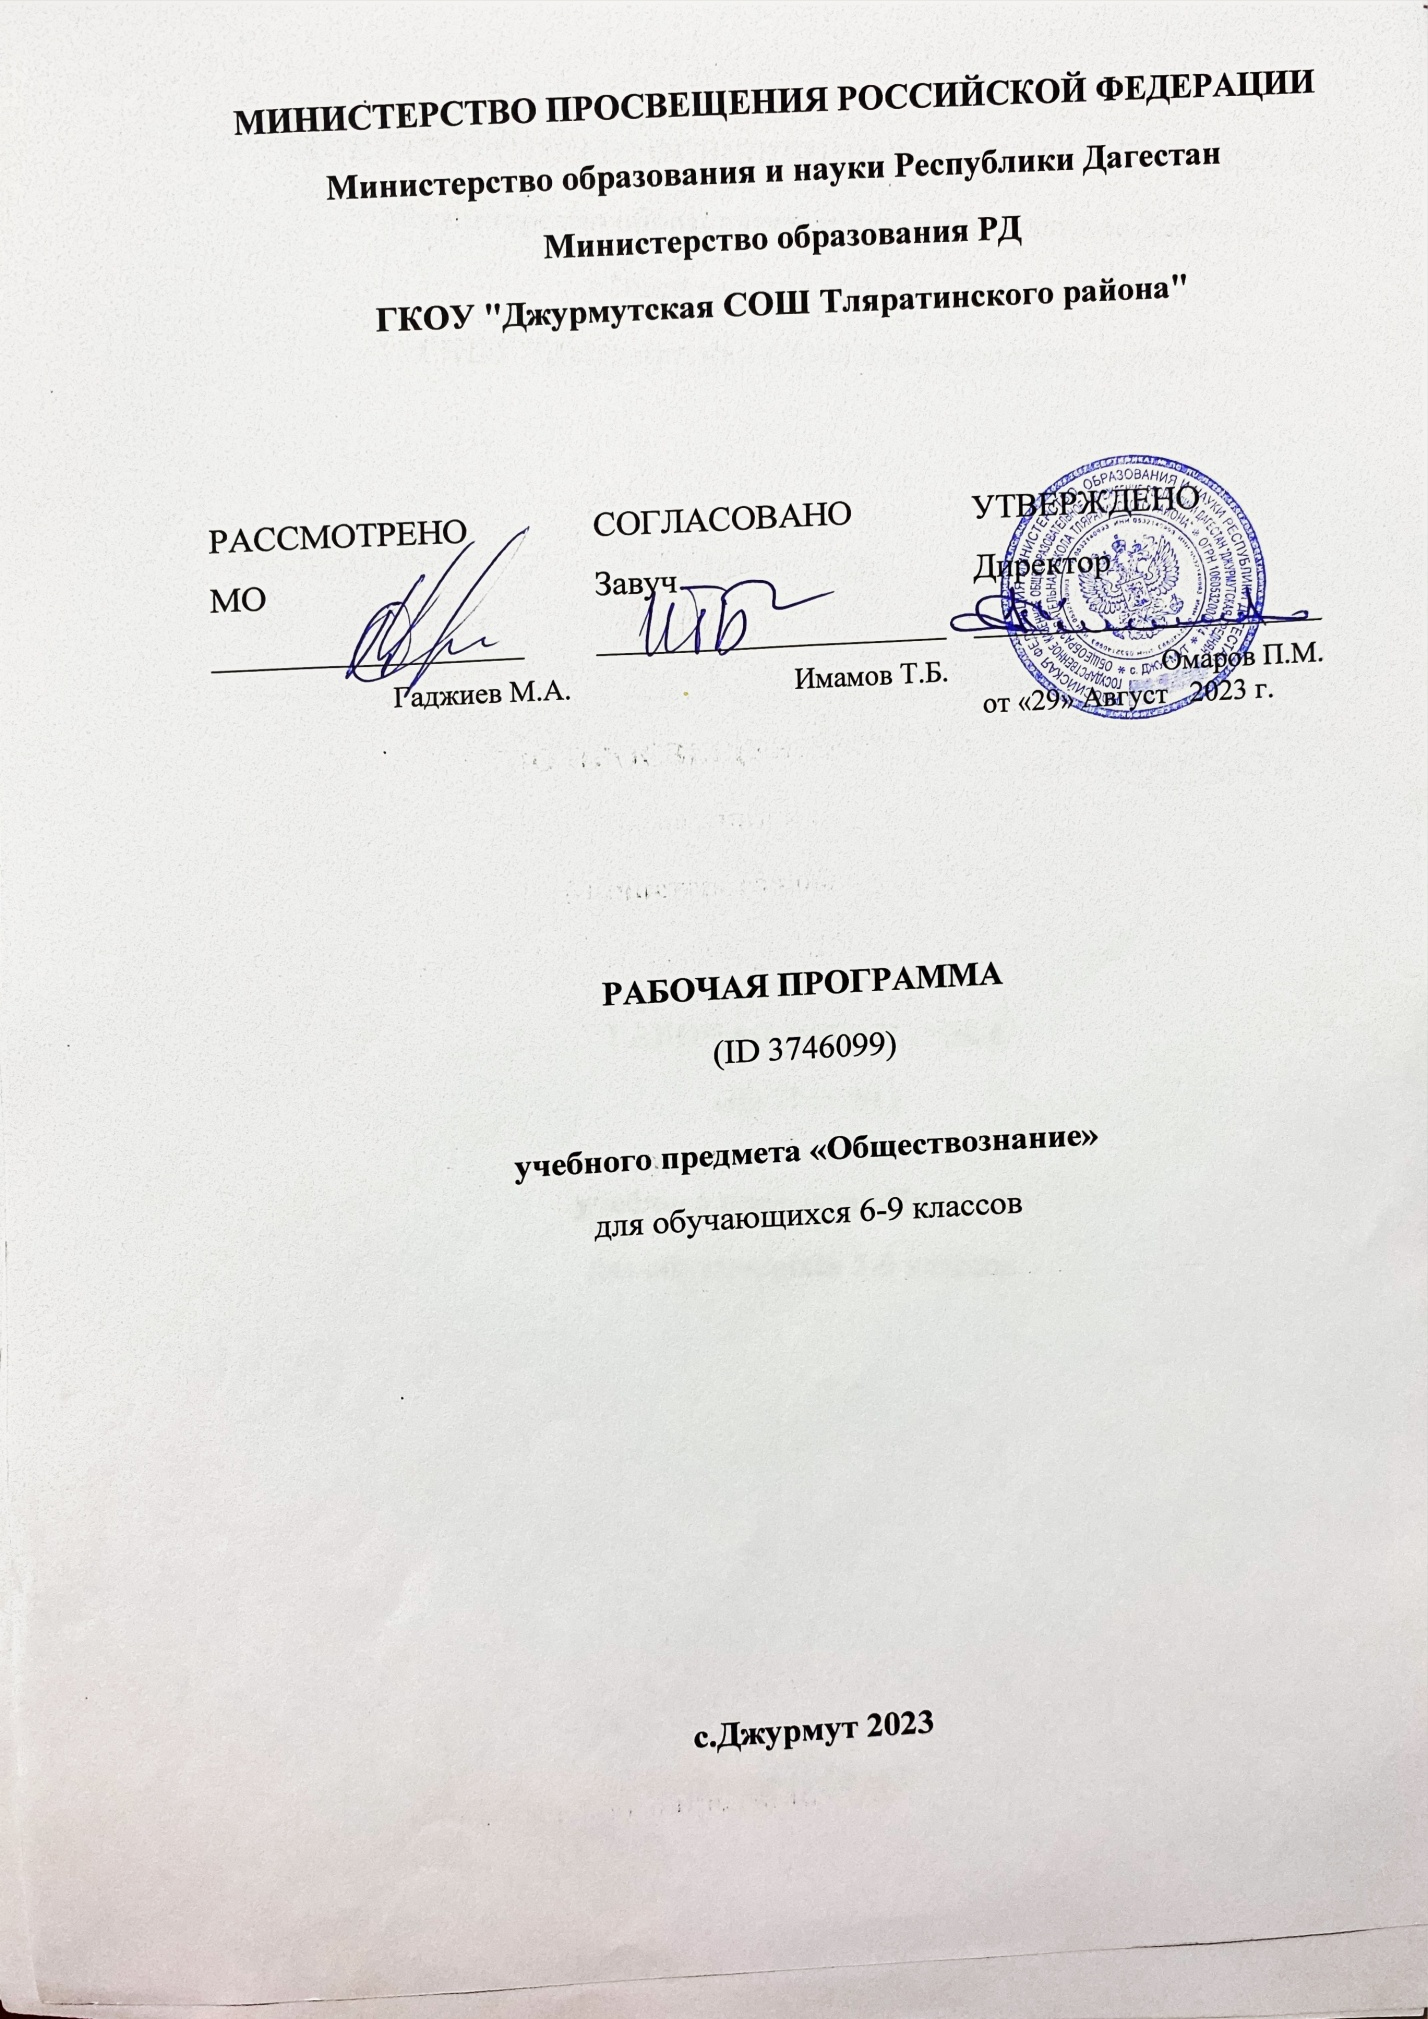 МИНИСТЕРСТВО ПРОСВЕЩЕНИЯ РОССИЙСКОЙ ФЕДЕРАЦИИ
Министерство образования и науки Республики Дагестан
Министерство образования РД
ГКОУ "Джурмутская СОШ Тляратинского района"
РАССМОТРЕНО
МО
Гаджиев М.А.
СОГЛАСОВАНО
Завуч
Имамов Т.Б.
УТВЕРЖДЕНО
Директор
Омаров П.М.
от «29» Август 2023 г.
РАБОЧАЯ ПРОГРАММА
(ID 3746099)
учебного предмета «Обществознание»
для обучающихся 6-9 классов
с.Джурмут 2023